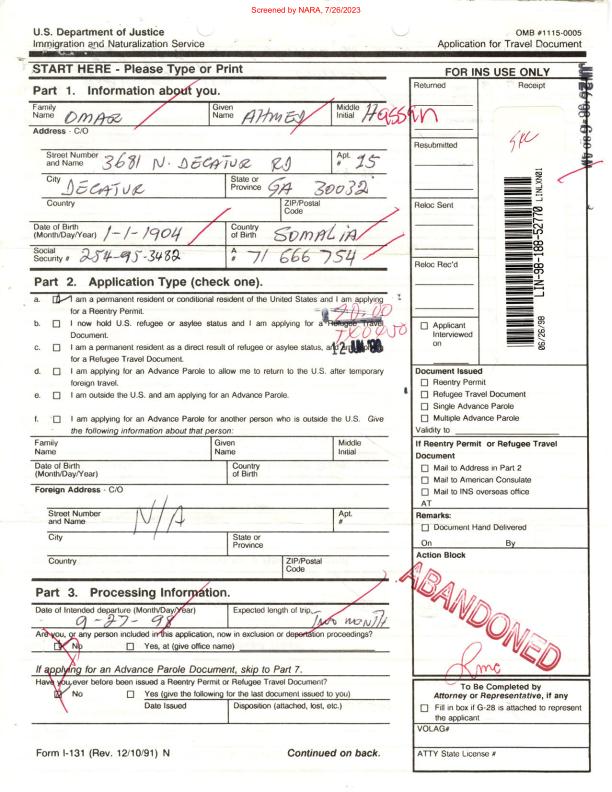 Screened by NARA, 7/26/2023
U.S. Department of Justice
Immigration and Naturalization Service
OMB #1115-0005
Application for Travel Document
START HERE - Please Type or Print
Part 1. Information about you.
Family Name OMAR Given Name AHMED Middle Initial Hassan
Address - C/O
Street Number and Name 3681 N. DECATUR RD Apt. # 95
City DECATUR State or Province GA 30032
Country ZIP/Postal Code
Date of Birth (Month/Day/Year) 1-1-1904 Country of Birth SOMALIA
Social Security # 254-95-3482 A # 71 666 754
Part 2. Application Type (check one).
a. I am a permanent resident or conditional resident of the United States and I am applying
for a Reentry Permit.
b. I now hold U.S. refugee or asylee status and I am applying for a Refugee Travel
Document.
c. I am a permanent resident as a direct result of refugee or asylee status, and am applying
for a Refugee Travel Document.
12 JUN '98
d. I am applying for an Advance Parole to allow me to return to the U.S. after temporary
foreign travel.
e. I am outside the U.S. and am applying for an Advance Parole.
f. I am applying for an Advance Parole for another person who is outside the U.S. Give
the following information about that person:
Family Name Given Name Middle Initial
Date of Birth (Month/Day/Year) Country of Birth
Foreign Address - C/O
Street Number and Name N/A Apt. #
City State or Province
Country ZIP/Postal Code
Part 3. Processing Information.
Date of Intended departure (Month/Day/Year) 9-27-98 Expected length of trip Two month
Are you, or any person included in this application, now in exclusion or deportation proceedings?
No Yes, at (give office name)
If applying for an Advance Parole Document, skip to Part 7.
Have you ever before been issued a Reentry Permit or Refugee Travel Document?
No Yes (give the following for the last document issued to you)
Date Issued Disposition (attached, lost, etc.)
Form I-131 (Rev. 12/10/91) N
Continued on back.
FOR INS USE ONLY
Returned Receipt
Resubmitted
Reloc Sent
Reloc Rec'd
SRC
LIN-98-188-52770 LINLXN01
06/26/98
Applicant Interviewed on
Document Issued
Reentry Permit
Refugee Travel Document
Single Advance Parole
Multiple Advance Parole
Validity to
If Reentry Permit or Refugee Travel
Document
Mail to Address in Part 2
Mail to American Consulate
Mail to INS overseas office
AT
Remarks:
Document Hand Delivered
On By
Action Block
ABANDONED
Rmc
To Be Completed by
Attorney or Representative, if any
Fill in box if G-28 is attached to represent
the applicant
VOLAG#
ATTY State License #